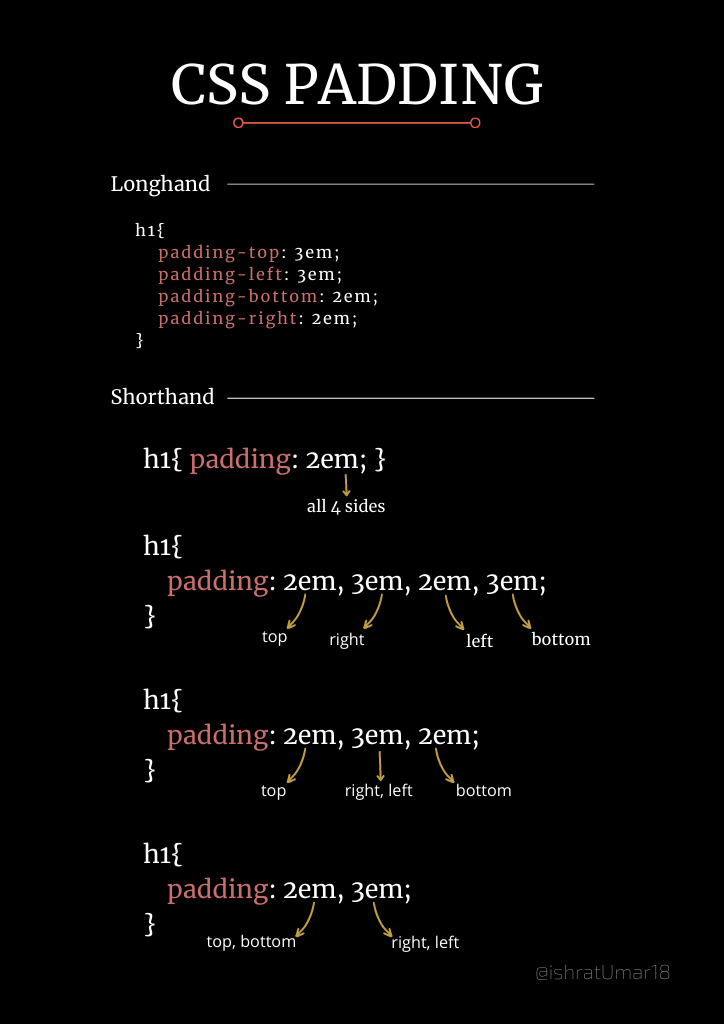 CSS PADDING
Longhand
h1{
padding-top: 3em;
padding-left: 3em;
padding-bottom: 2em;
padding-right: 2em;
}
Shorthand
h1{ padding: 2em; }
all 4 sides
h1{
padding: 2em, 3em, 2em, 3em;
}
top right left bottom
h1{
padding: 2em, 3em, 2em;
}
top right, left bottom
h1{
padding: 2em, 3em;
}
top, bottom right, left
@ishratUmar18